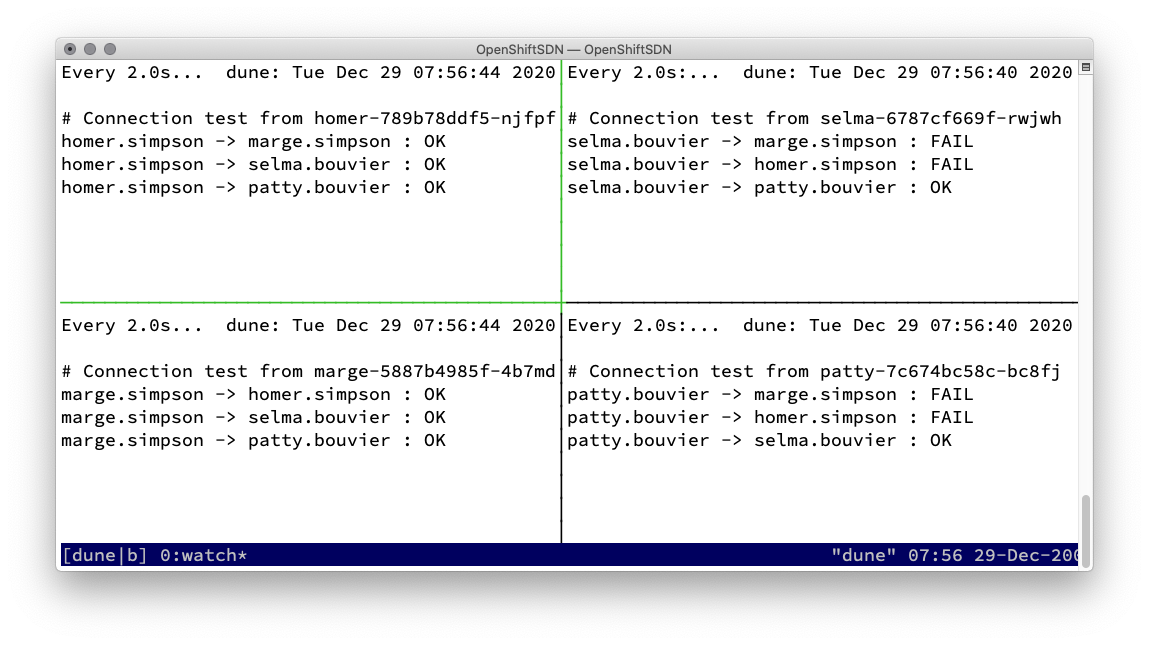 OpenShiftSDN — OpenShiftSDN
Every 2.0s...  dune: Tue Dec 29 07:56:44 2020
# Connection test from homer-789b78ddf5-njfpf
homer.simpson -> marge.simpson : OK
homer.simpson -> selma.bouvier : OK
homer.simpson -> patty.bouvier : OK
Every 2.0s:...  dune: Tue Dec 29 07:56:40 2020
# Connection test from selma-6787cf669f-rwjwh
selma.bouvier -> marge.simpson : FAIL
selma.bouvier -> homer.simpson : FAIL
selma.bouvier -> patty.bouvier : OK
Every 2.0s...  dune: Tue Dec 29 07:56:44 2020
# Connection test from marge-5887b4985f-4b7md
marge.simpson -> homer.simpson : OK
marge.simpson -> selma.bouvier : OK
marge.simpson -> patty.bouvier : OK
Every 2.0s:...  dune: Tue Dec 29 07:56:40 2020
# Connection test from patty-7c674bc58c-bc8fj
patty.bouvier -> marge.simpson : FAIL
patty.bouvier -> homer.simpson : FAIL
patty.bouvier -> selma.bouvier : OK
[dune|b] 0:watch* "dune" 07:56 29-Dec-200